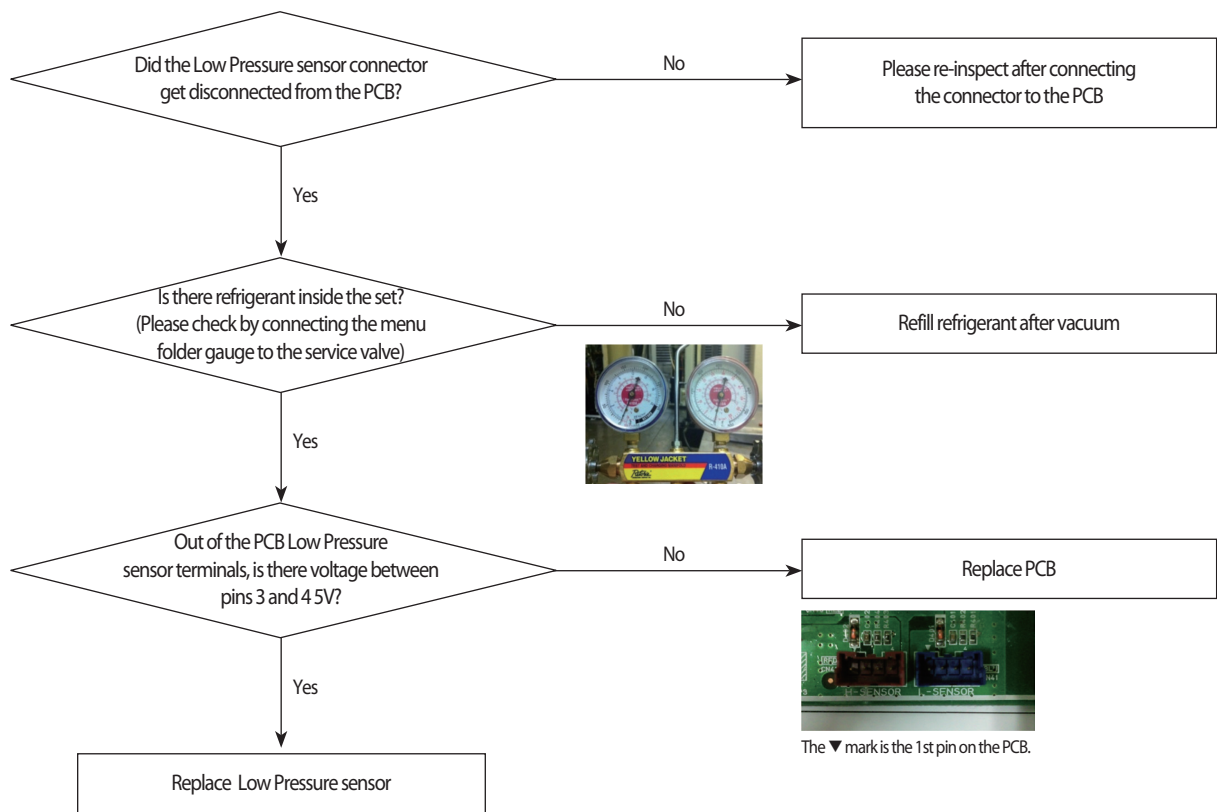 Did the Low Pressure sensor connector
get disconnected from the PCB?
No
Please re-inspect after connecting
the connector to the PCB
Yes
Is there refrigerant inside the set?
(Please check by connecting the menu
folder gauge to the service valve)
No
Refill refrigerant after vacuum
YELLOW JACKET
R-410A
Yes
Out of the PCB Low Pressure
sensor terminals, is there voltage between
pins 3 and 4 5V?
No
Replace PCB
H-SENSOR
L-SENSOR
The ▼ mark is the 1st pin on the PCB.
Yes
Replace Low Pressure sensor